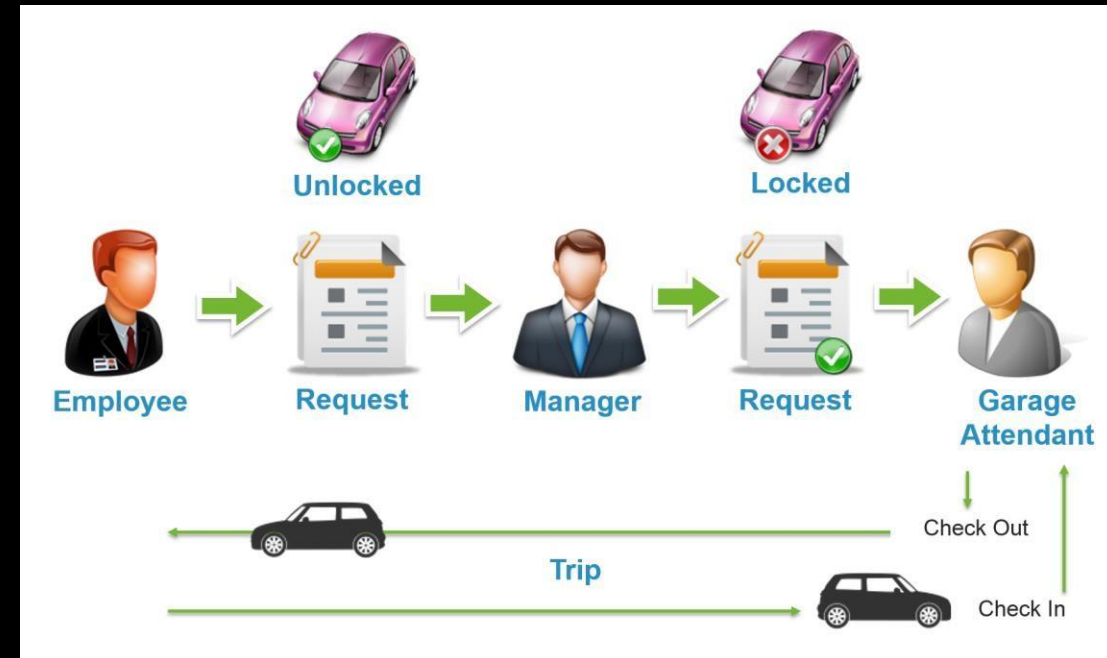 Unlocked
Locked
Employee
Request
Manager
Request
Garage
Attendant
Check Out
Trip
Check In